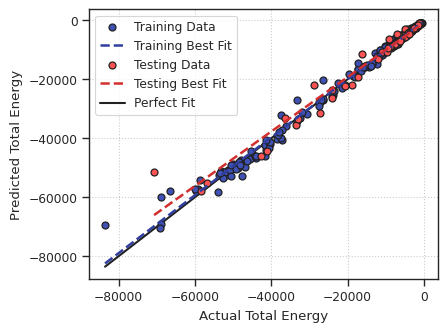 Training Data
Training Best Fit
Testing Data
Testing Best Fit
Perfect Fit
Predicted Total Energy
0
−20000
−40000
−60000
−80000
−80000
−60000
−40000
−20000
0
Actual Total Energy